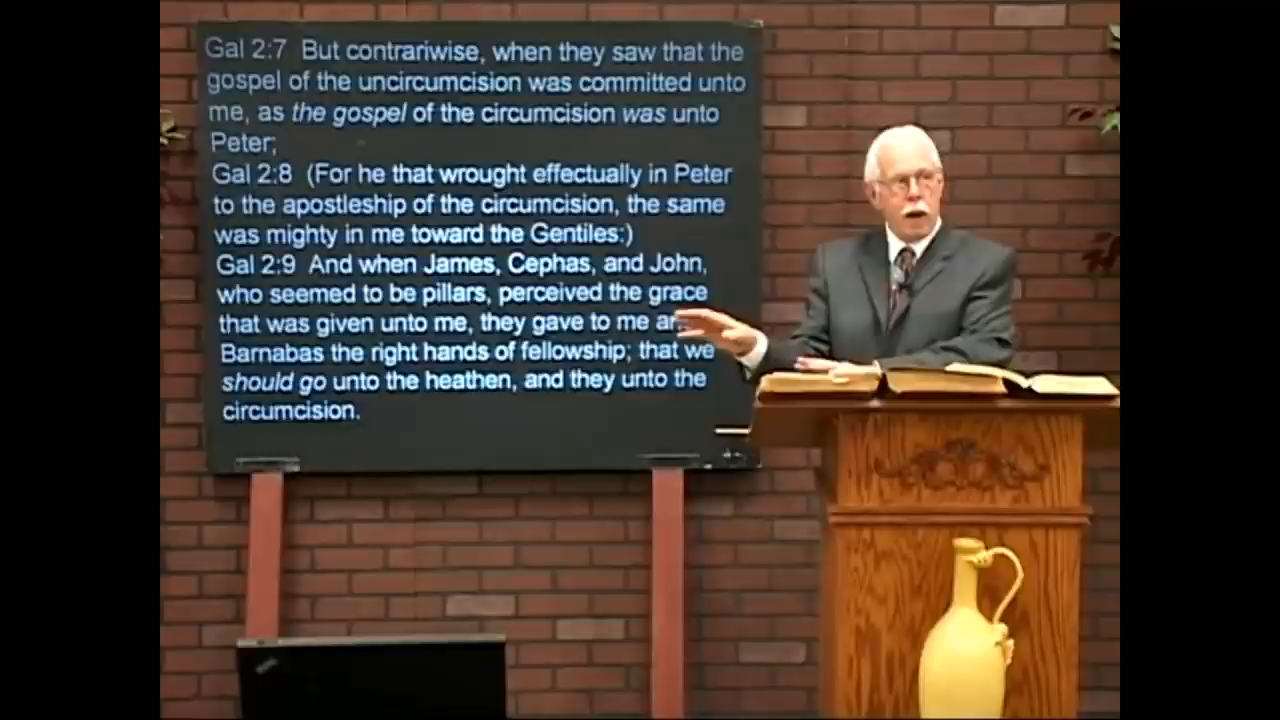 Gal 2:7 But contrariwise, when they saw that the
gospel of the uncircumcision was committed unto
me, as the gospel of the circumcision was unto
Peter;
Gal 2:8 (For he that wrought effectually in Peter
to the apostleship of the circumcision, the same
was mighty in me toward the Gentiles:)
Gal 2:9 And when James, Cephas, and John,
who seemed to be pillars, perceived the grace
that was given unto me, they gave to me
Barnabas the right hands of fellowship; that we
should go unto the heathen, and they unto the
circumcision.